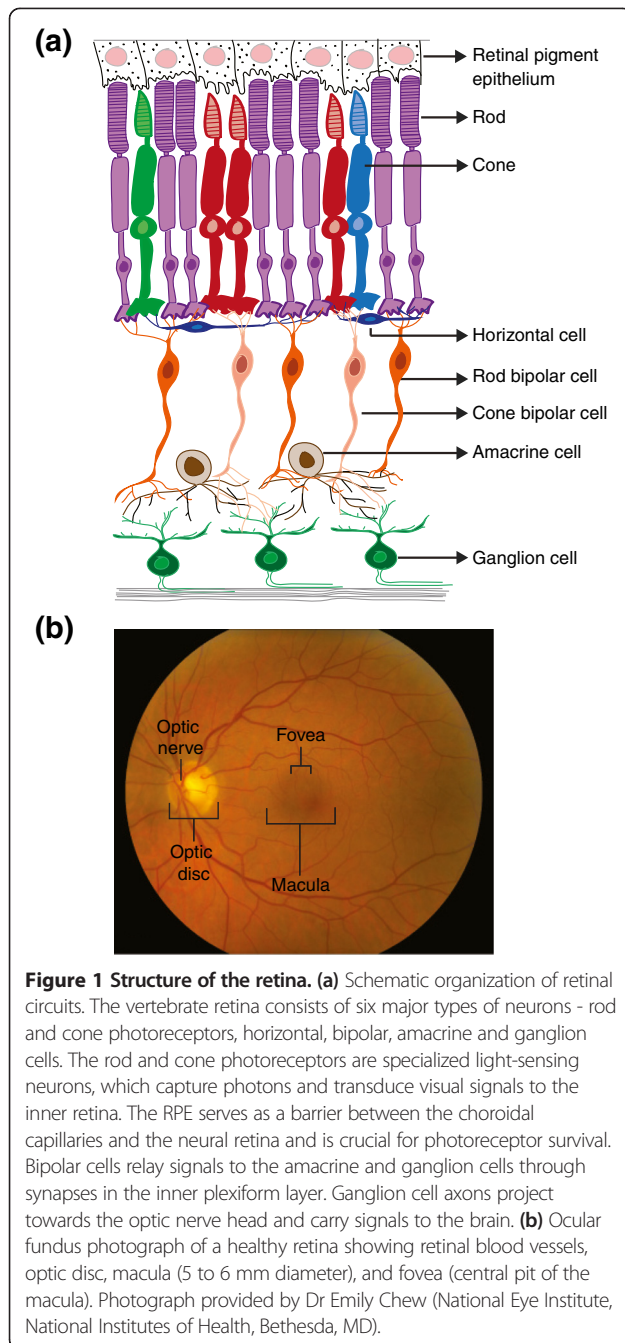 (a)
Retinal pigment
epithelium
Rod
Cone
Horizontal cell
Rod bipolar cell
Cone bipolar cell
Amacrine cell
Ganglion cell
(b)
Optic
nerve
Fovea
Optic
disc
Macula
Figure 1 Structure of the retina. (a) Schematic organization of retinal
circuits. The vertebrate retina consists of six major types of neurons - rod
and cone photoreceptors, horizontal, bipolar, amacrine and ganglion
cells. The rod and cone photoreceptors are specialized light-sensing
neurons, which capture photons and transduce visual signals to the
inner retina. The RPE serves as a barrier between the choroidal
capillaries and the neural retina and is crucial for photoreceptor survival.
Bipolar cells relay signals to the amacrine and ganglion cells through
synapses in the inner plexiform layer. Ganglion cell axons project
towards the optic nerve head and carry signals to the brain. (b) Ocular
fundus photograph of a healthy retina showing retinal blood vessels,
optic disc, macula (5 to 6 mm diameter), and fovea (central pit of the
macula). Photograph provided by Dr Emily Chew (National Eye Institute,
National Institutes of Health, Bethesda, MD).